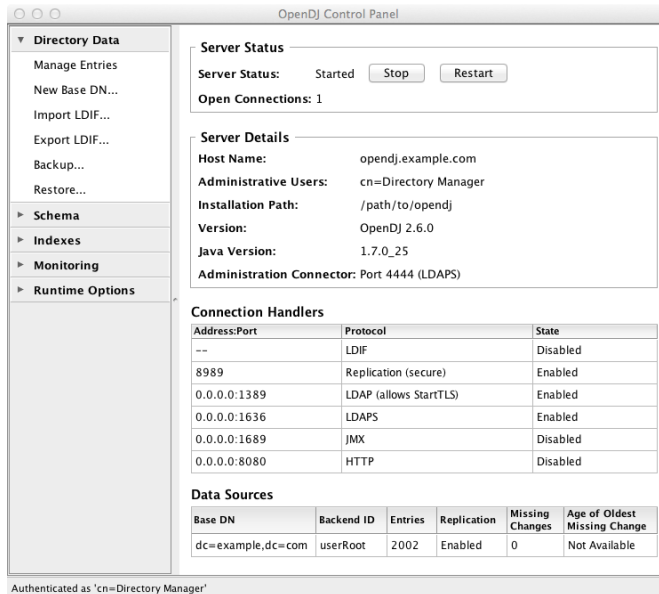 OpenDJ Control Panel
Directory Data
Manage Entries
New Base DN...
Import LDIF...
Export LDIF...
Backup...
Restore...
Schema
Indexes
Monitoring
Runtime Options
Server Status
Server Status: Started Stop Restart
Open Connections: 1
Server Details
Host Name: opendj.example.com
Administrative Users: cn=Directory Manager
Installation Path: /path/to/opendj
Version: OpenDJ 2.6.0
Java Version: 1.7.0_25
Administration Connector: Port 4444 (LDAPS)
Connection Handlers
Address:Port Protocol State
-- LDIF Disabled
8989 Replication (secure) Enabled
0.0.0.0:1389 LDAP (allows StartTLS) Enabled
0.0.0.0:1636 LDAPS Enabled
0.0.0.0:1689 JMX Disabled
0.0.0.0:8080 HTTP Disabled
Data Sources
Base DN Backend ID Entries Replication Missing Changes Age of Oldest Missing Change
dc=example,dc=com userRoot 2002 Enabled 0 Not Available
Authenticated as 'cn=Directory Manager'